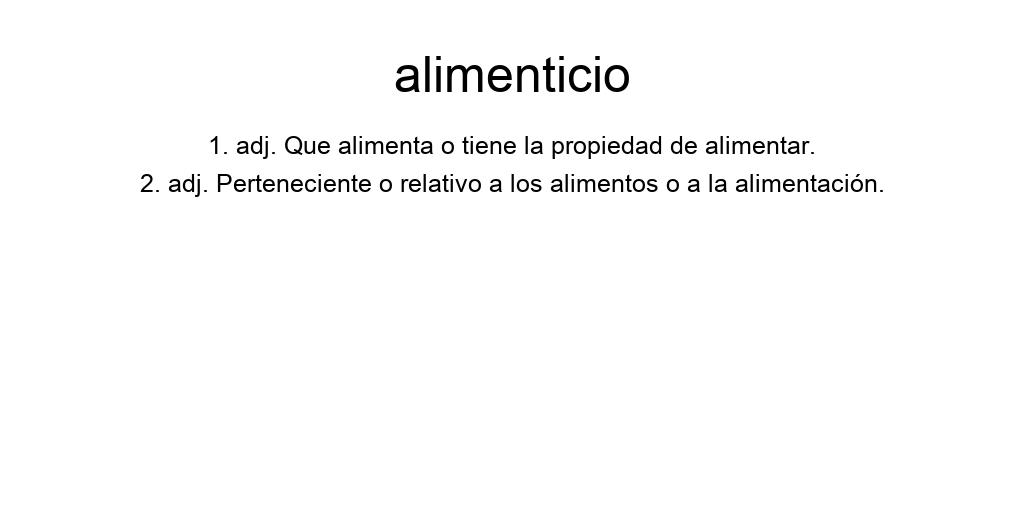 alimenticio
1. adj. Que alimenta o tiene la propiedad de alimentar.
2. adj. Perteneciente o relativo a los alimentos o a la alimentación.